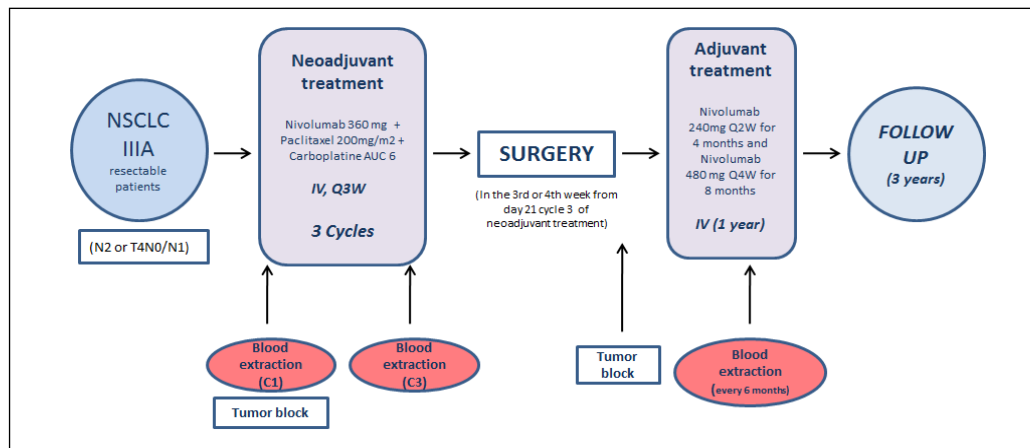 NSCLC
IIIA
resectable
patients
(N2 or T4N0/N1)
Neoadjuvant
treatment
Nivolumab 360 mg +
Paclitaxel 200mg/m2 +
Carboplatine AUC 6
IV, Q3W
3 Cycles
SURGERY
(In the 3rd or 4th week from
day 21 cycle 3 of
neoadjuvant treatment)
Adjuvant
treatment
Nivolumab
240mg Q2W for
4 months and
Nivolumab
480 mg Q4W for
8 months
IV (1 year)
FOLLOW
UP
(3 years)
Blood
extraction
(C1)
Tumor block
Blood
extraction
(C3)
Tumor
block
Blood
extraction
(every 6 months)